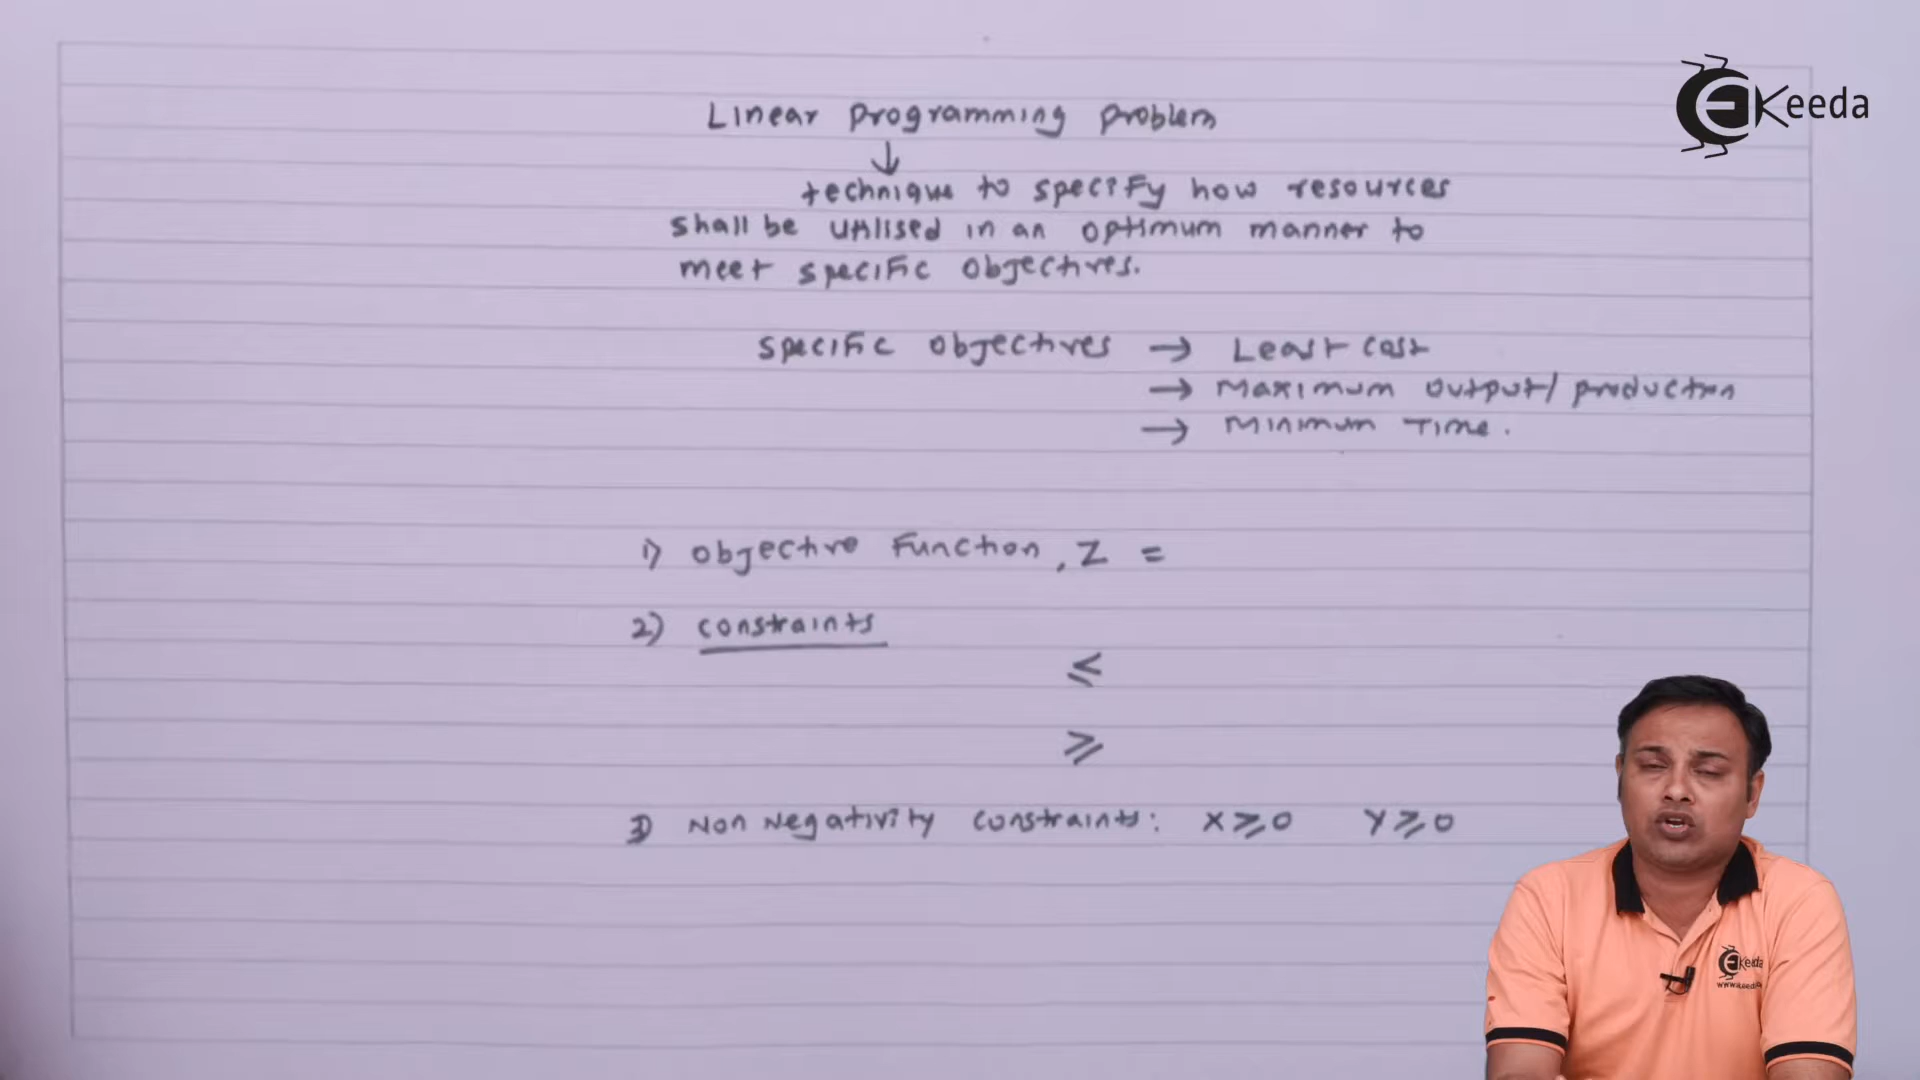 EKeeda
Linear programming problem
↓
technique to specify how resources
shall be utilised in an optimum manner to
meet specific objectives.
specific objectives → Least cost
→ Maximum output/production
→ Minimum Time.
1) Objective Function, Z =
2) constraints
≤
≥
3) Non Negativity constraints: X ≥ 0 Y ≥ 0
EKeeda